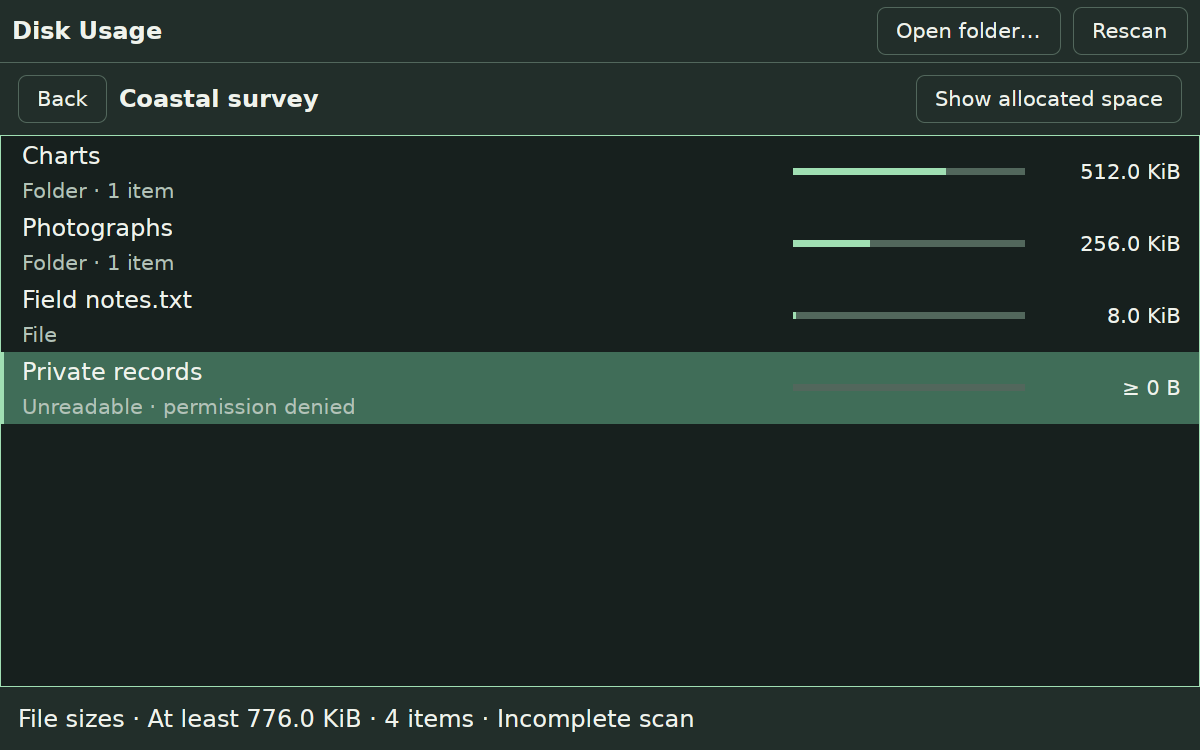 Disk Usage
Open folder…
Rescan
Back
Coastal survey
Show allocated space
Charts
Folder · 1 item
512.0 KiB
Photographs
Folder · 1 item
256.0 KiB
Field notes.txt
File
8.0 KiB
Private records
Unreadable · permission denied
≥ 0 B
File sizes · At least 776.0 KiB · 4 items · Incomplete scan